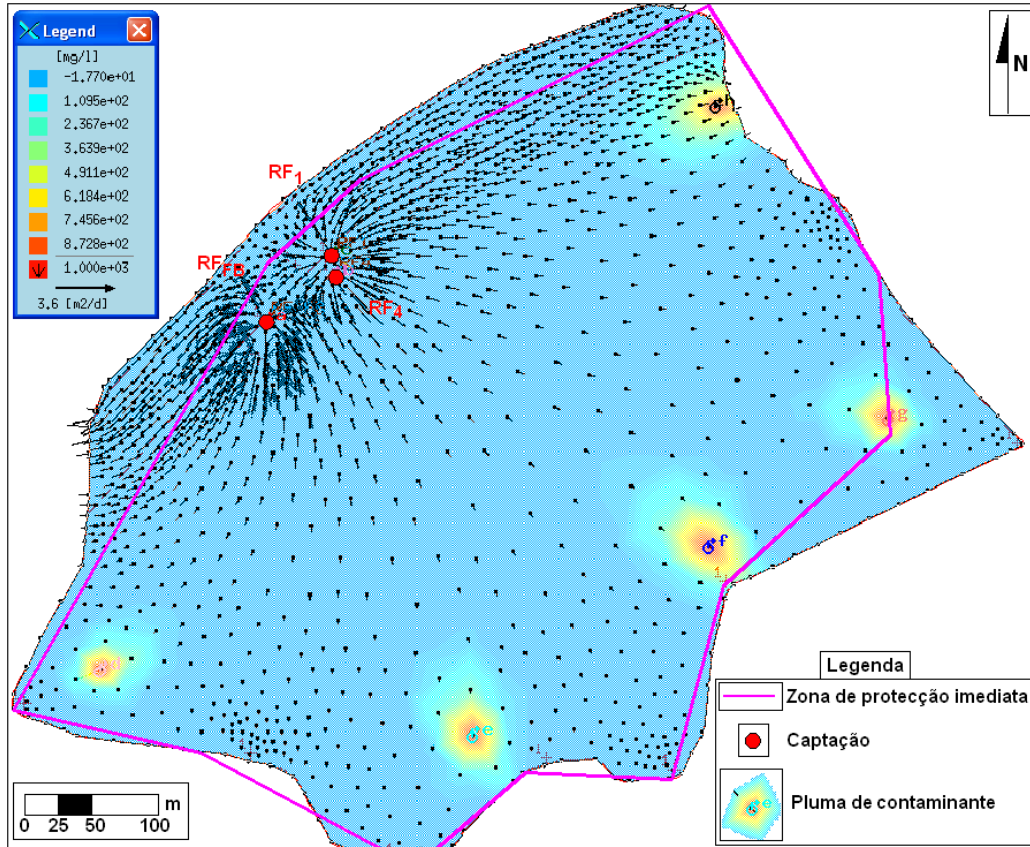 Legend
[mg/l]
-1.770e+01
1.095e+02
2.367e+02
3.639e+02
4.911e+02
6.184e+02
7.456e+02
8.728e+02
1.000e+03
3.6 [m2/d]
N
h
RF1
RFFB
RF4
g
f
e
Legenda
Zona de protecção imediata
Captação
Pluma de contaminante
e
m
0 25 50 100